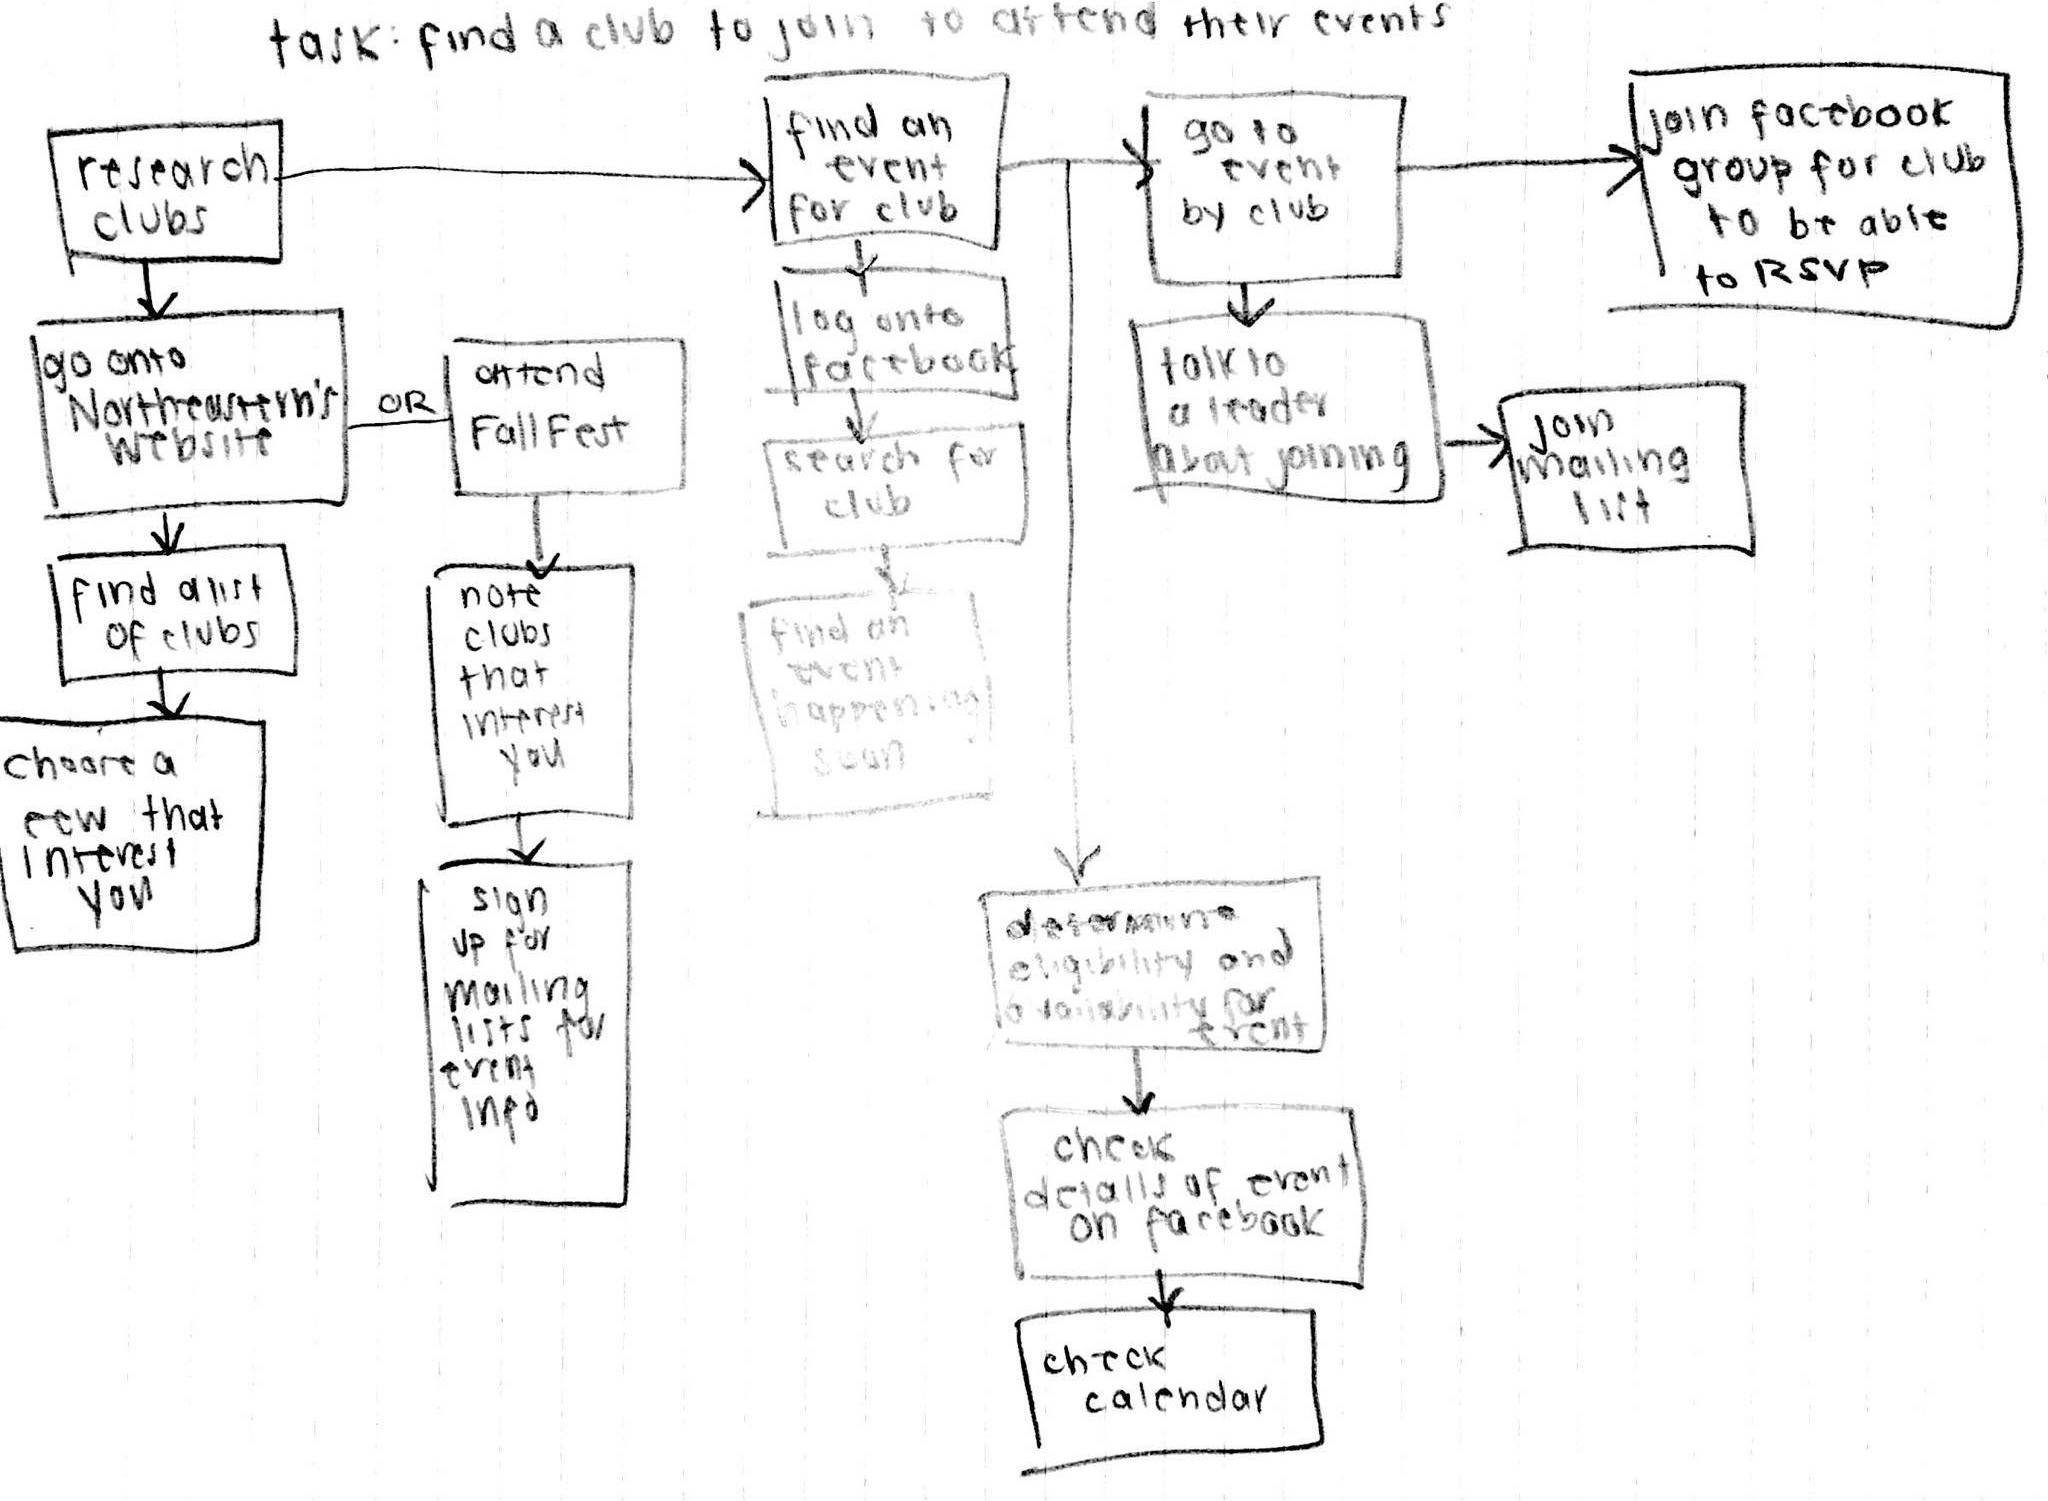 task: find a club to join to attend their events
research
clubs
go onto
Northeastern's
website
OR
attend
Fall Fest
find a list
of clubs
choose a
few that
interest
you
note
clubs
that
interest
you
sign
up for
mailing
lists for
event
info
find an
event
for club
log onto
facebook
search for
club
find an
event
happening
soon
go to
event
by club
talk to
a leader
about joining
join
mailing
list
join facebook
group for club
to be able
to RSVP
determine
eligibility and
availability for
event
check
details of event
on facebook
check
calendar